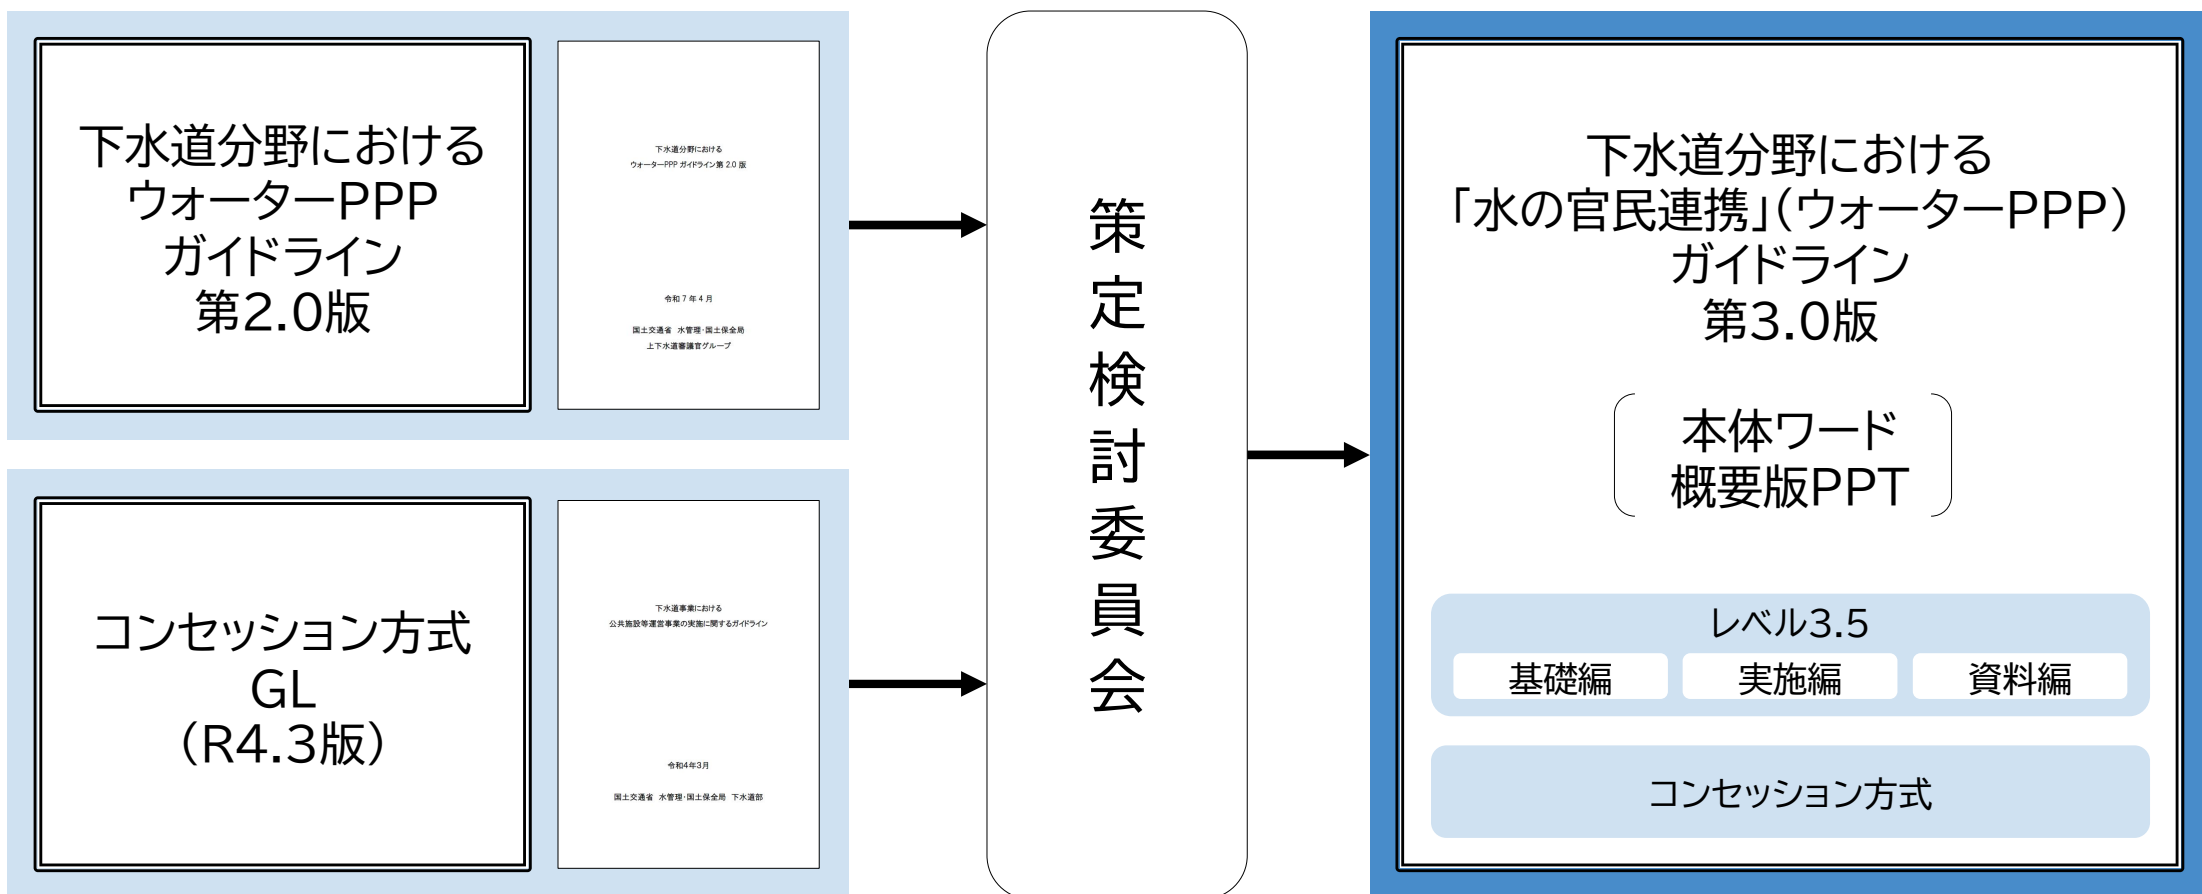 下水道分野における
ウォーターPPP
ガイドライン
第2.0版
下水道分野における
ウォーターPPP ガイドライン第 2.0 版
令和 7 年 4 月
国土交通省 水管理・国土保全局
上下水道審議官グループ
コンセッション方式
GL
（R4.3版）
下水道事業における
公共施設等運営事業の実施に関するガイドライン
令和4年3月
国土交通省 水管理・国土保全局 下水道部
策定検討委員会
下水道分野における
「水の官民連携」（ウォーターPPP）
ガイドライン
第3.0版
本体ワード
概要版PPT
レベル3.5
基礎編 実施編 資料編
コンセッション方式